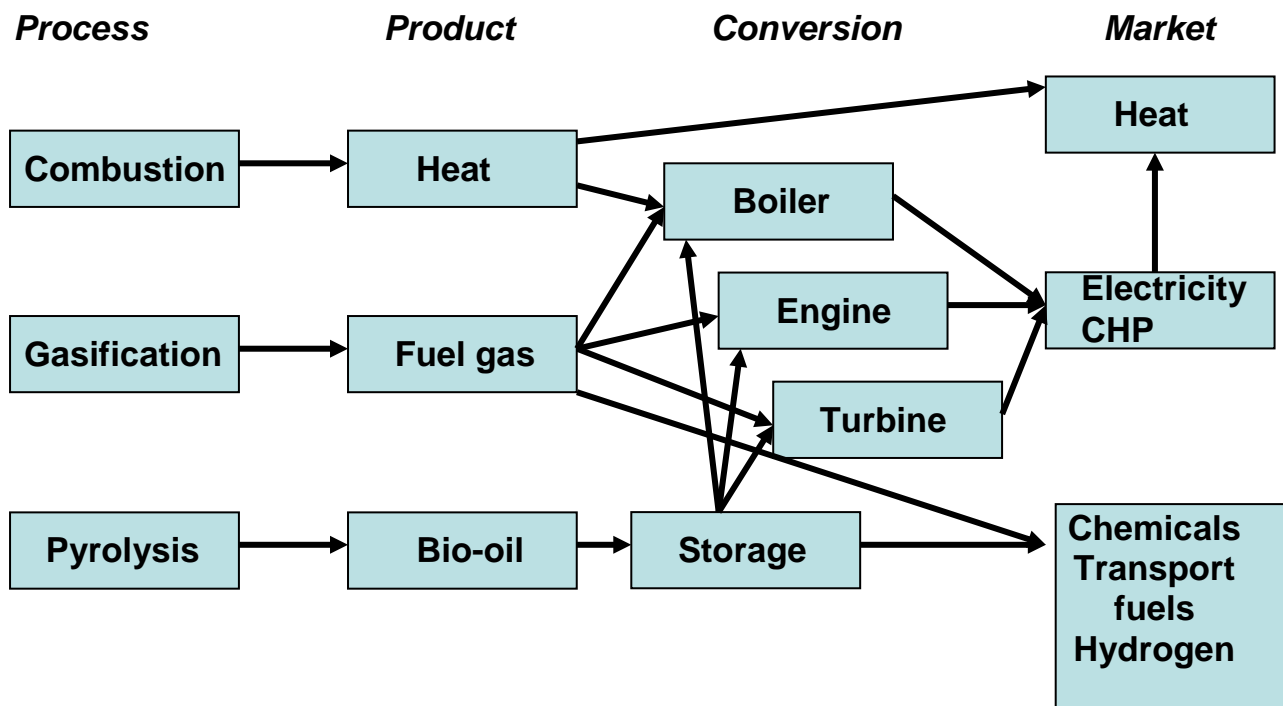 Process Product Conversion Market
Heat
Combustion Heat Boiler
Electricity
CHP
Gasification Fuel gas Engine
Turbine
Pyrolysis Bio-oil Storage
Chemicals
Transport
fuels
Hydrogen